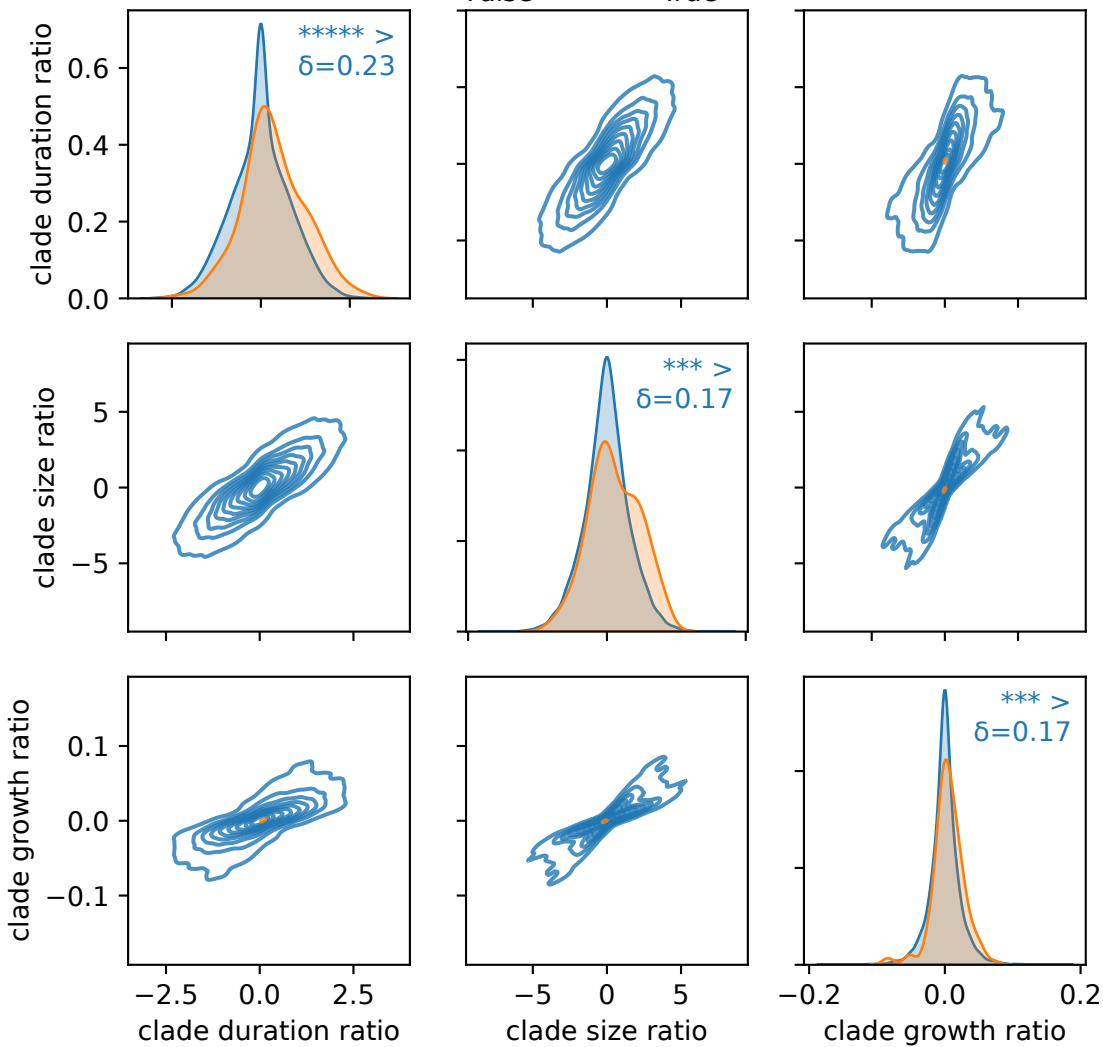 ***** >
δ=0.23
clade duration ratio
0.6
0.4
0.2
0.0
*** >
δ=0.17
clade size ratio
5
0
−5
*** >
δ=0.17
clade growth ratio
0.1
0.0
−0.1
−2.5 0.0 2.5
−5 0 5
−0.2 0.0 0.2
clade duration ratio
clade size ratio
clade growth ratio